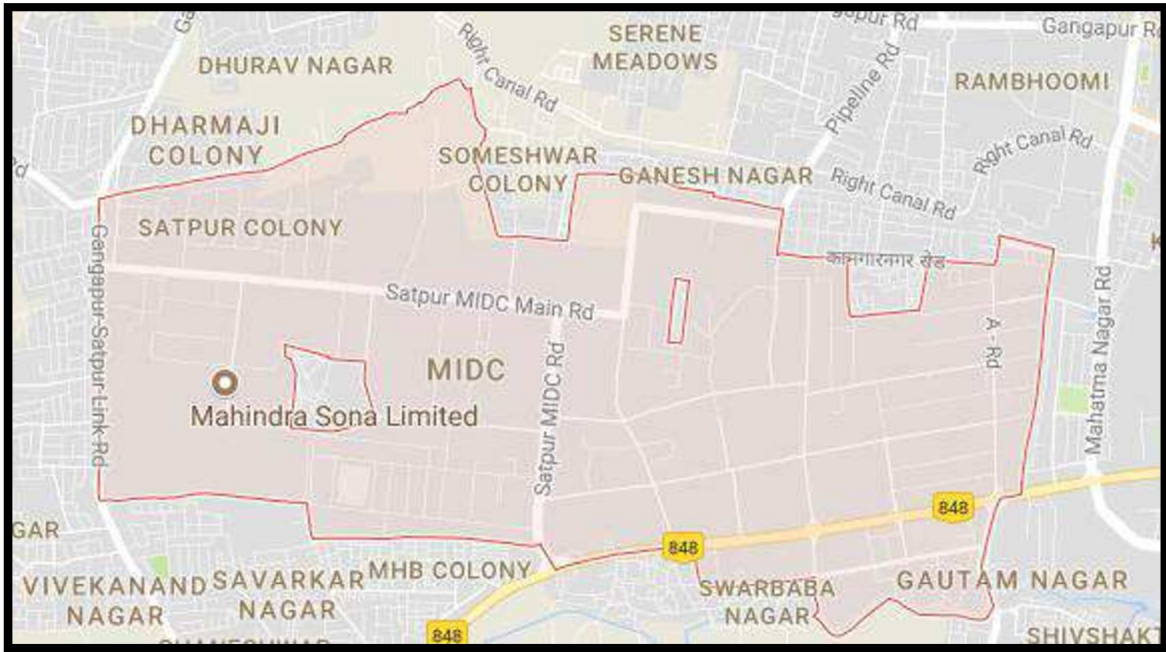 Gangapur Rd
SERENE
MEADOWS
DHURAV NAGAR
Right Canal Rd
Pipeline Rd
RAMBHOOMI
DHARMAJI
COLONY
Right Canal Rd
Rd
SOMESHWAR
COLONY
GANESH NAGAR
Right Canal Rd
SATPUR COLONY
Gangapur-Satpur-Link Rd
कामगारनगर रोड
Satpur MIDC Main Rd
A - Rd
Mahatma Nagar Rd
MIDC
Satpur MIDC Rd
Mahindra Sona Limited
848
GAR
848
VIVEKANAND
NAGAR
SAVARKAR
NAGAR
MHB COLONY
SWARBABA
NAGAR
GAUTAM NAGAR
848